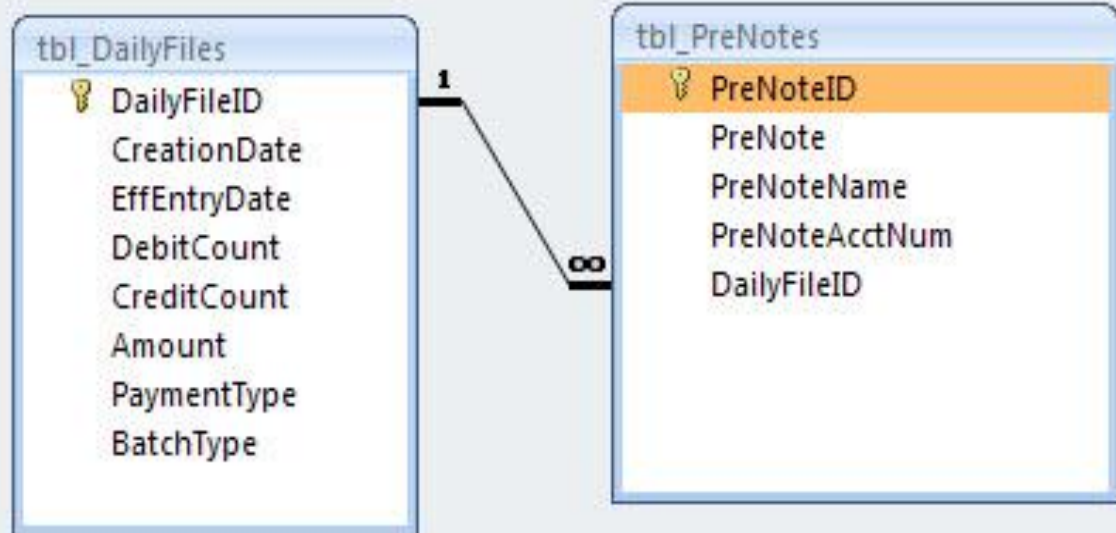 tbl_DailyFiles
DailyFileID
CreationDate
EffEntryDate
DebitCount
CreditCount
Amount
PaymentType
BatchType
1
∞
tbl_PreNotes
PreNoteID
PreNote
PreNoteName
PreNoteAcctNum
DailyFileID